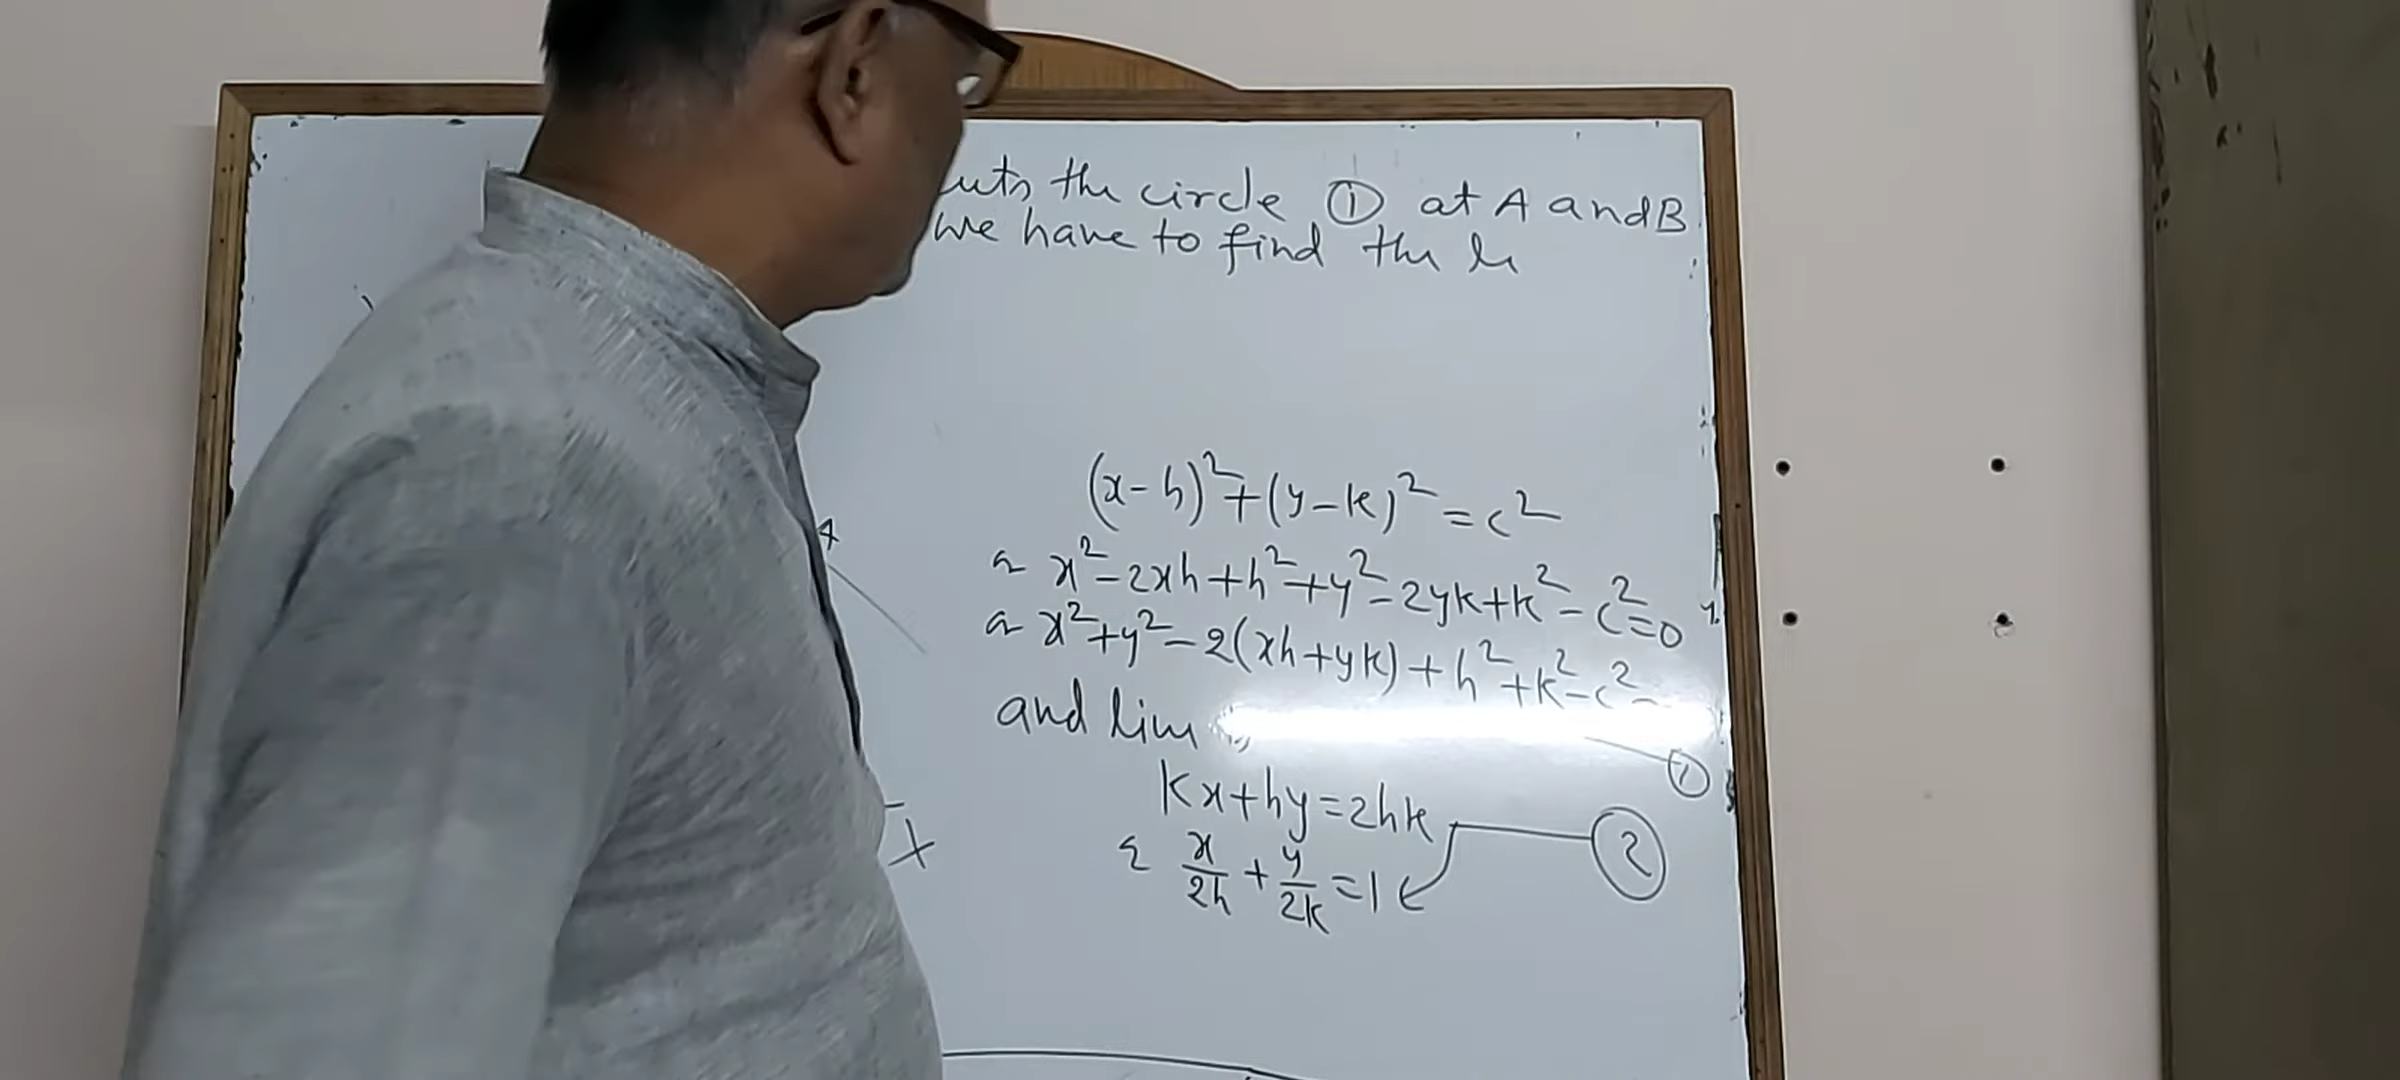 the circle ① at A and B.
we have to find the li
A
(x-h)²+(y-k)²=c²
x²-2xh+h²+y²-2yk+k²-c²=0
x²+y²-2(xh+yk)+h²+k²-c²
and lim
①
kx+hy=2hk
②
x/2h + y/2k =1
X